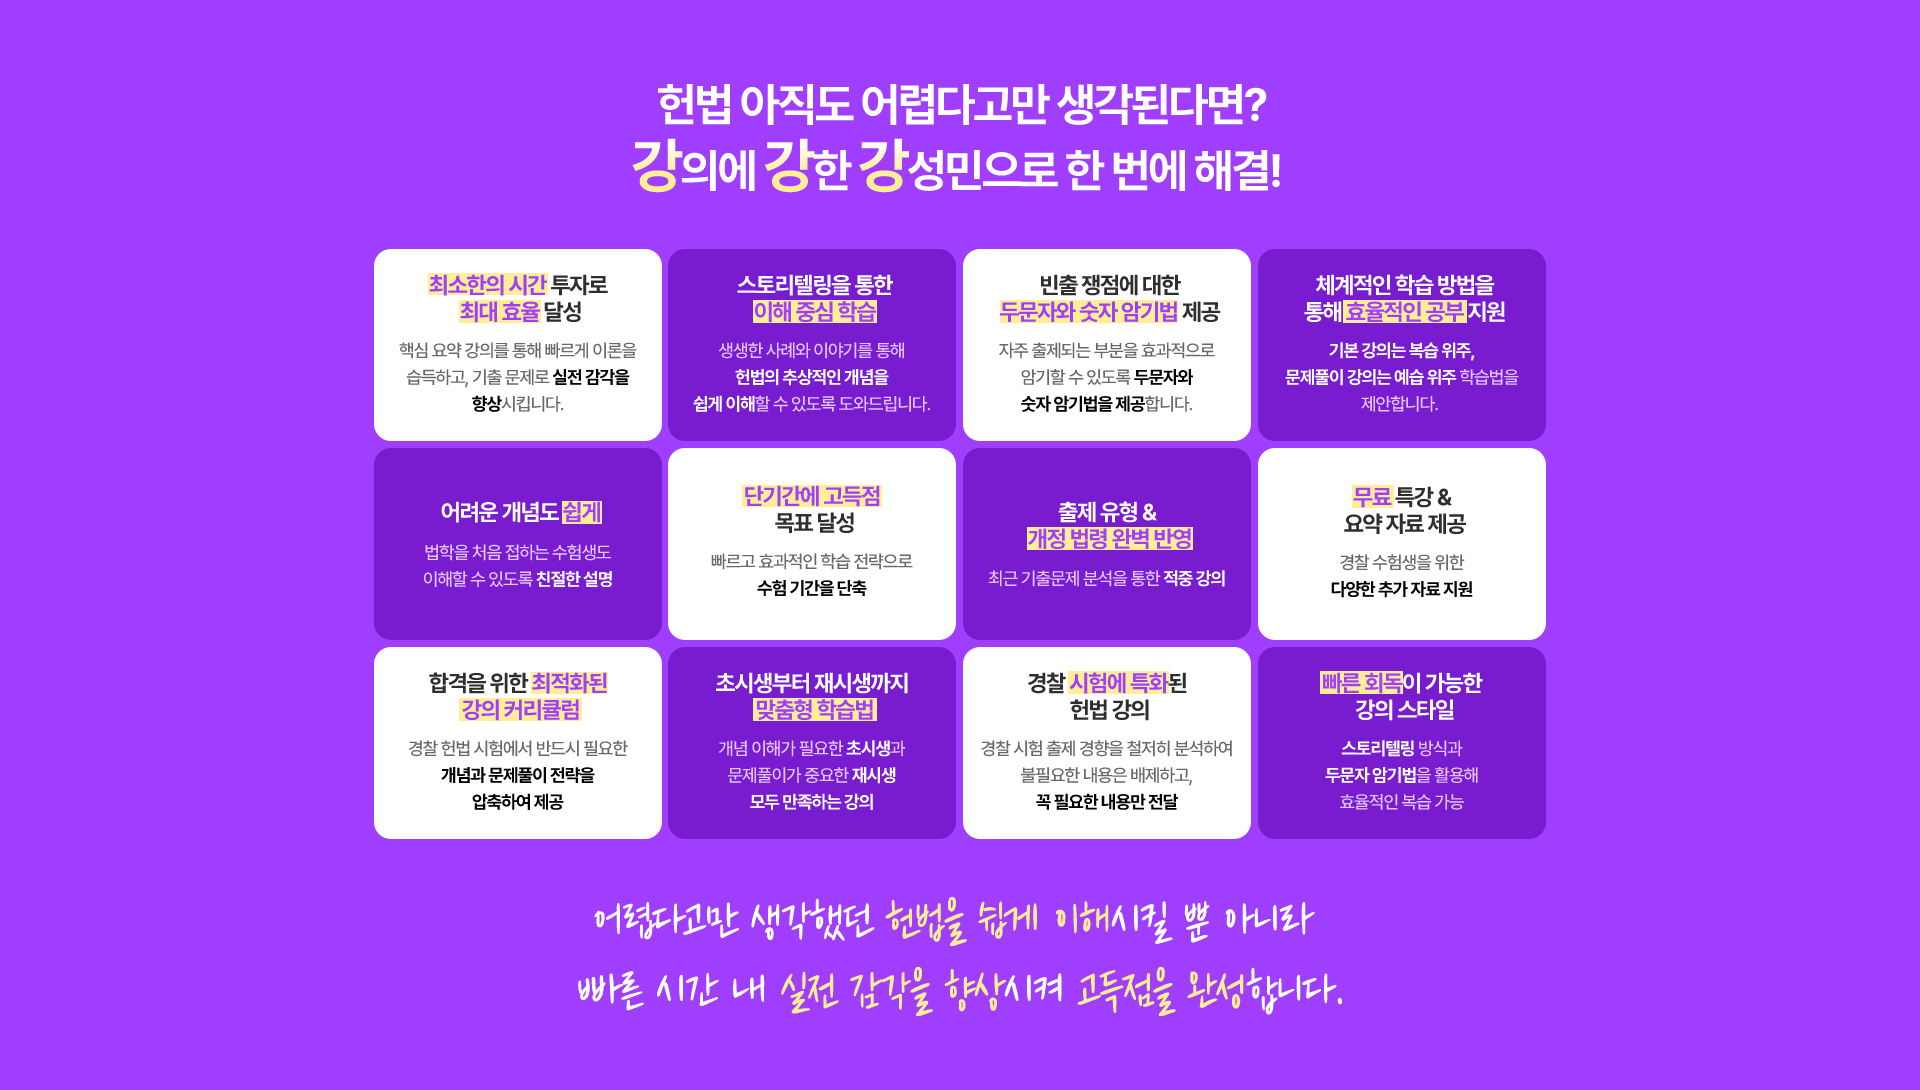 헌법 아직도 어렵다고만 생각된다면?
강의에 강한 강성민으로 한 번에 해결!
최소한의 시간 투자로
최대 효율 달성
핵심 요약 강의를 통해 빠르게 이론을
습득하고, 기출 문제로 실전 감각을
향상시킵니다.
스토리텔링을 통한
이해 중심 학습
생생한 사례와 이야기를 통해
헌법의 추상적인 개념을
쉽게 이해할 수 있도록 도와드립니다.
빈출 쟁점에 대한
두문자와 숫자 암기법 제공
자주 출제되는 부분을 효과적으로
암기할 수 있도록 두문자와
숫자 암기법을 제공합니다.
체계적인 학습 방법을
통해 효율적인 공부 지원
기본 강의는 복습 위주,
문제풀이 강의는 예습 위주 학습법을
제안합니다.
어려운 개념도 쉽게
법학을 처음 접하는 수험생도
이해할 수 있도록 친절한 설명
단기간에 고득점
목표 달성
빠르고 효과적인 학습 전략으로
수험 기간을 단축
출제 유형 &
개정 법령 완벽 반영
최근 기출문제 분석을 통한 적중 강의
무료 특강 &
요약 자료 제공
경찰 수험생을 위한
다양한 추가 자료 지원
합격을 위한 최적화된
강의 커리큘럼
경찰 헌법 시험에서 반드시 필요한
개념과 문제풀이 전략을
압축하여 제공
초시생부터 재시생까지
맞춤형 학습법
개념 이해가 필요한 초시생과
문제풀이가 중요한 재시생
모두 만족하는 강의
경찰 시험에 특화된
헌법 강의
경찰 시험 출제 경향을 철저히 분석하여
불필요한 내용은 배제하고,
꼭 필요한 내용만 전달
빠른 회독이 가능한
강의 스타일
스토리텔링 방식과
두문자 암기법을 활용해
효율적인 복습 가능
어렵다고만 생각했던 헌법을 쉽게 이해시킬 뿐 아니라
빠른 시간 내 실전 감각을 향상시켜 고득점을 완성합니다.